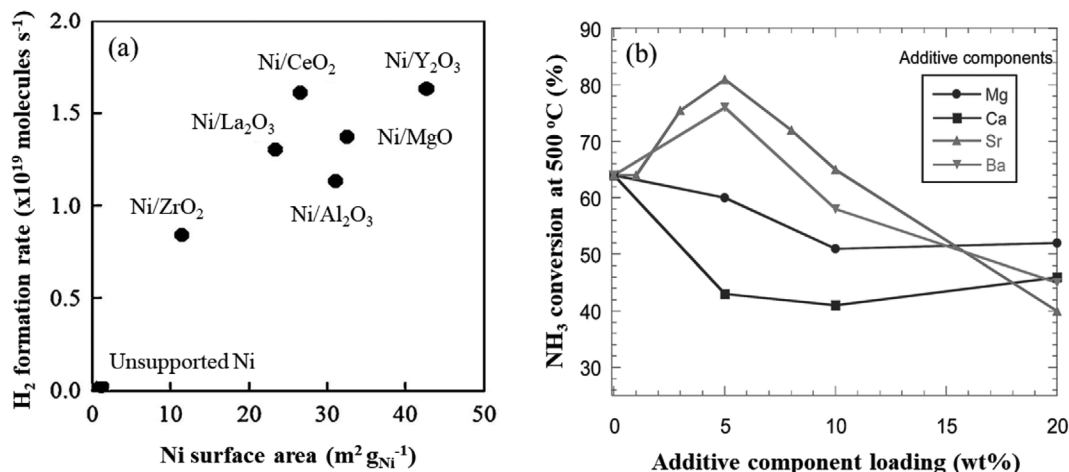 (a)
H₂ formation rate (x10¹⁹ molecules s⁻¹)
2.0
1.5
1.0
0.5
0.0
Ni/CeO₂
Ni/Y₂O₃
Ni/La₂O₃
Ni/MgO
Ni/Al₂O₃
Ni/ZrO₂
Unsupported Ni
0 10 20 30 40 50
Ni surface area (m² g_Ni⁻¹)
(b)
NH₃ conversion at 500 °C (%)
90
80
70
60
50
40
30
Additive components
Mg
Ca
Sr
Ba
0 5 10 15 20
Additive component loading (wt%)